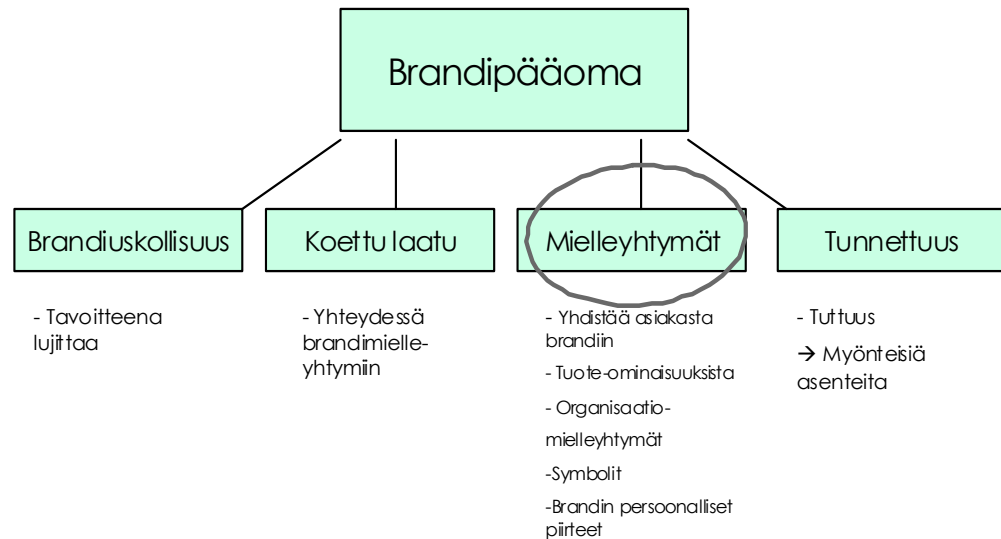 Brandipääoma
Brandiuskollisuus
Koettu laatu
Mielleyhtymät
Tunnettuus
- Tavoitteena
lujittaa
- Yhteydessä
brandimielle-
yhtymiin
- Yhdistää asiakasta
brandiin
- Tuote-ominaisuuksista
- Organisaatio-
mielleyhtymät
-Symbolit
-Brandin persoonalliset
piirteet
- Tuttuus
→ Myönteisiä
asenteita